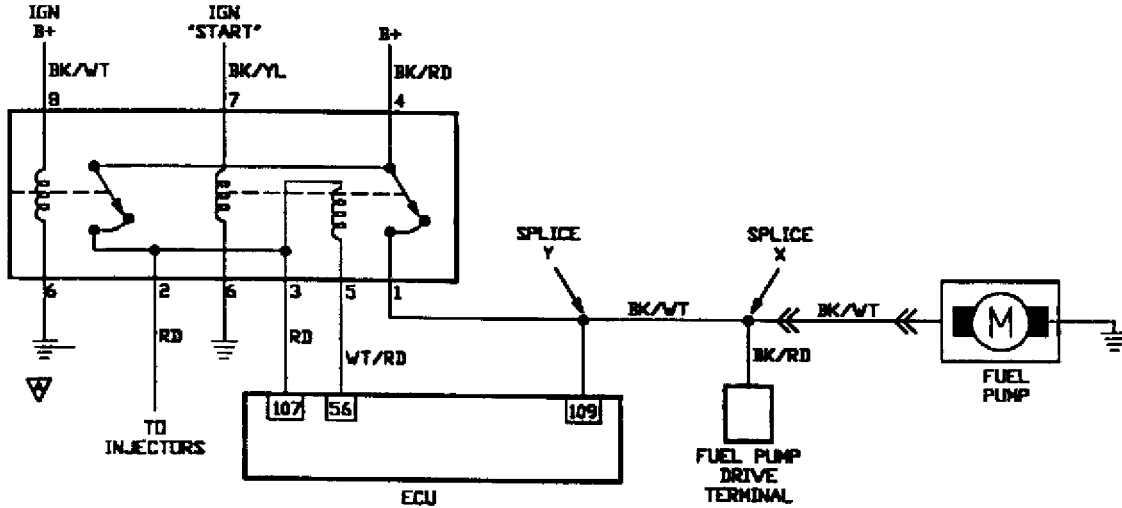 IGN
B+
IGN
"START"
B+
BK/WT
BK/YL
BK/RD
8
7
4
6
2
6
3
5
1
SPLICE
Y
SPLICE
X
BK/WT
BK/WT
RD
RD
WT/RD
BK/RD
M
FUEL
PUMP
A
107
56
109
TO
INJECTORS
FUEL PUMP
DRIVE
TERMINAL
ECU